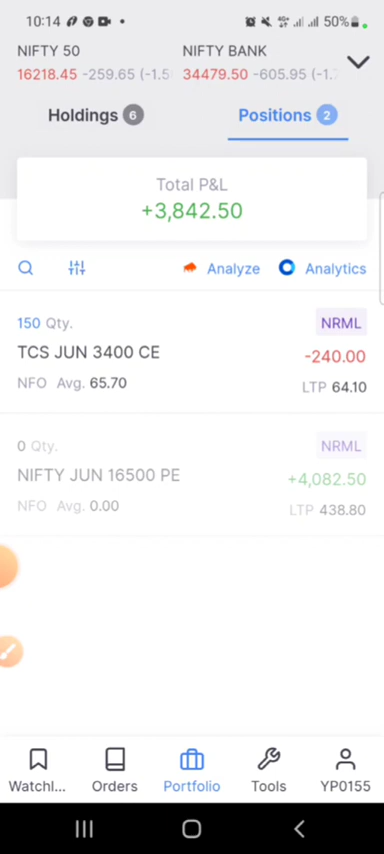 10:14 50%
NIFTY 50 NIFTY BANK
16218.45 -259.65 (-1.5 34479.50 -605.95 (-1.
Holdings 6 Positions 2
Total P&L
+3,842.50
Analyze Analytics
150 Qty. NRML
TCS JUN 3400 CE -240.00
NFO Avg. 65.70 LTP 64.10
0 Qty. NRML
NIFTY JUN 16500 PE +4,082.50
NFO Avg. 0.00 LTP 438.80
Watchl... Orders Portfolio Tools YP0155